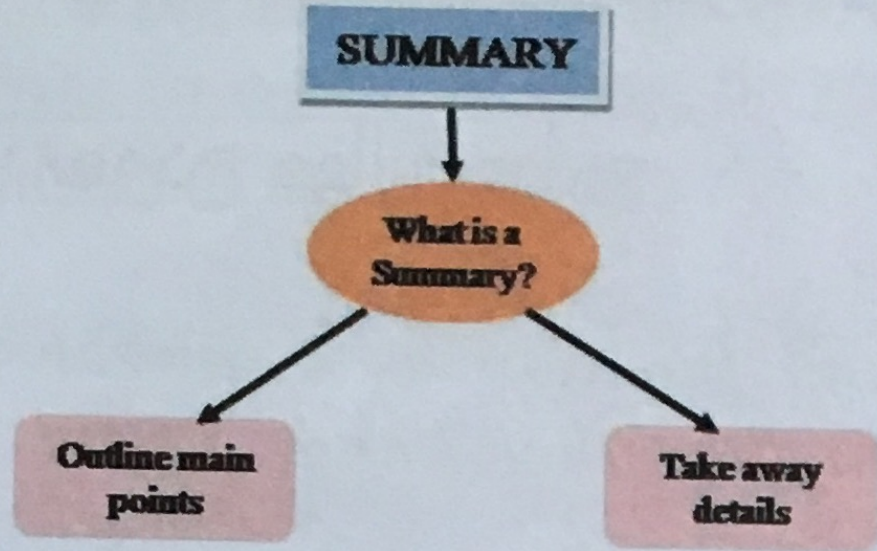 SUMMARY
What is a
Summary?
Outline main
points
Take away
details